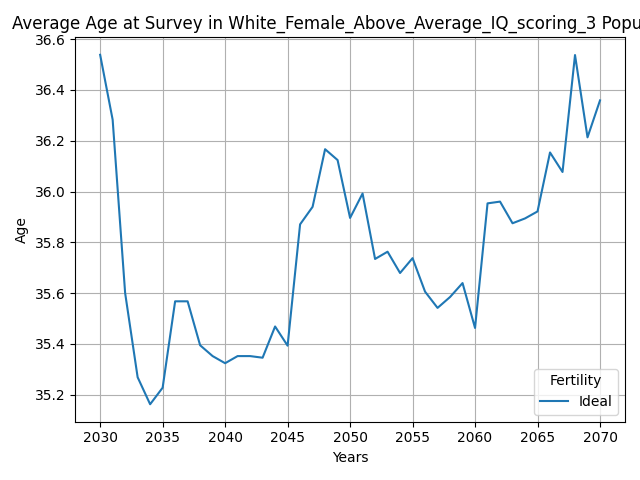 Average Age at Survey in White_Female_Above_Average_IQ_scoring_3 Popu
36.6
36.4
36.2
36.0
35.8
35.6
35.4
35.2
Age
2030 2035 2040 2045 2050 2055 2060 2065 2070
Years
Fertility
Ideal